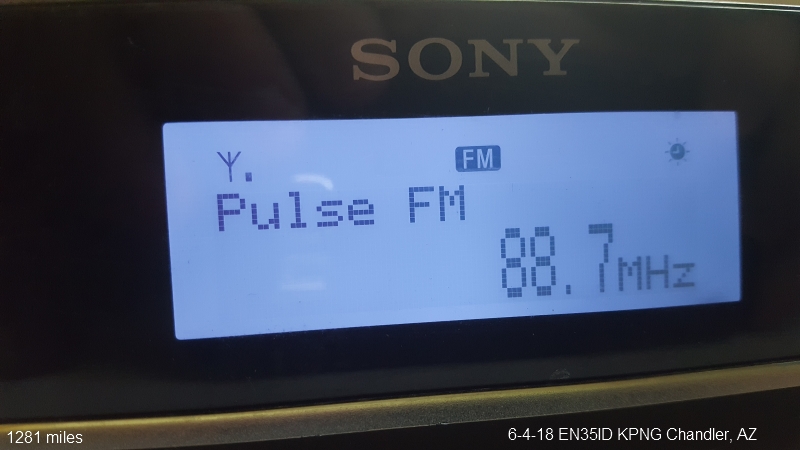 SONY
FM
Pulse FM
88.7MHz
1281 miles
6-4-18 EN35ID KPNG Chandler, AZ